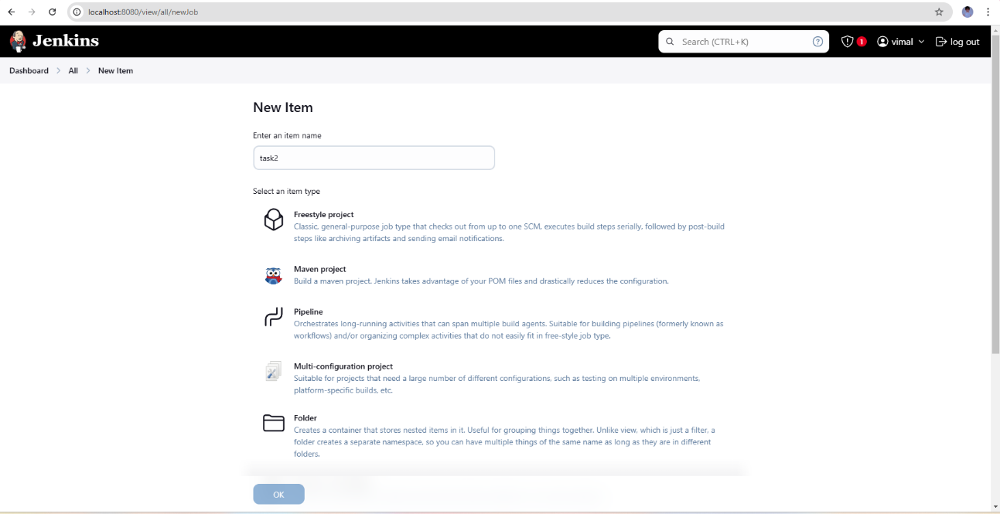 localhost:8080/view/all/newJob
Jenkins
Search (CTRL+K)
1
vimal
log out
Dashboard > All > New Item
New Item
Enter an item name
task2
Select an item type
Freestyle project
Classic, general-purpose job type that checks out from up to one SCM, executes build steps serially, followed by post-build
steps like archiving artifacts and sending email notifications.
Maven project
Build a maven project. Jenkins takes advantage of your POM files and drastically reduces the configuration.
Pipeline
Orchestrates long-running activities that can span multiple build agents. Suitable for building pipelines (formerly known as
workflows) and/or organizing complex activities that do not easily fit in free-style job type.
Multi-configuration project
Suitable for projects that need a large number of different configurations, such as testing on multiple environments,
platform-specific builds, etc.
Folder
Creates a container that stores nested items in it. Useful for grouping things together. Unlike view, which is just a filter, a
folder creates a separate namespace, so you can have multiple things of the same name as long as they are in different
folders.
OK